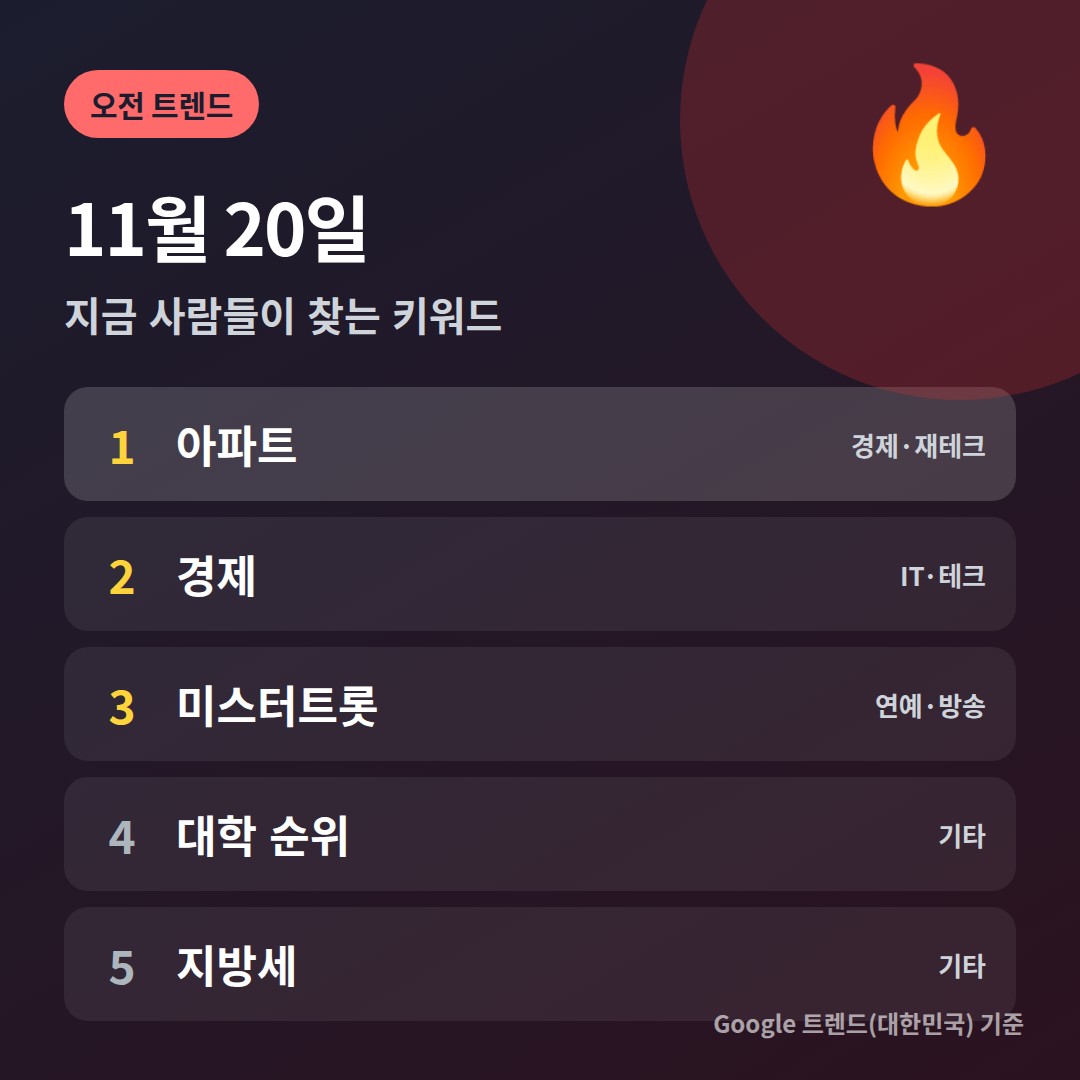 오전 트렌드
11월 20일
지금 사람들이 찾는 키워드
1 아파트 경제·재테크
2 경제 IT·테크
3 미스터트롯 연예·방송
4 대학 순위 기타
5 지방세 기타
Google 트렌드(대한민국) 기준